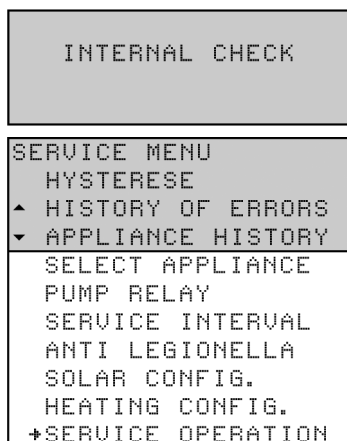 INTERNAL CHECK
SERVICE MENU
HYSTERESE
HISTORY OF ERRORS
APPLIANCE HISTORY
SELECT APPLIANCE
PUMP RELAY
SERVICE INTERVAL
ANTI LEGIONELLA
SOLAR CONFIG.
HEATING CONFIG.
SERVICE OPERATION